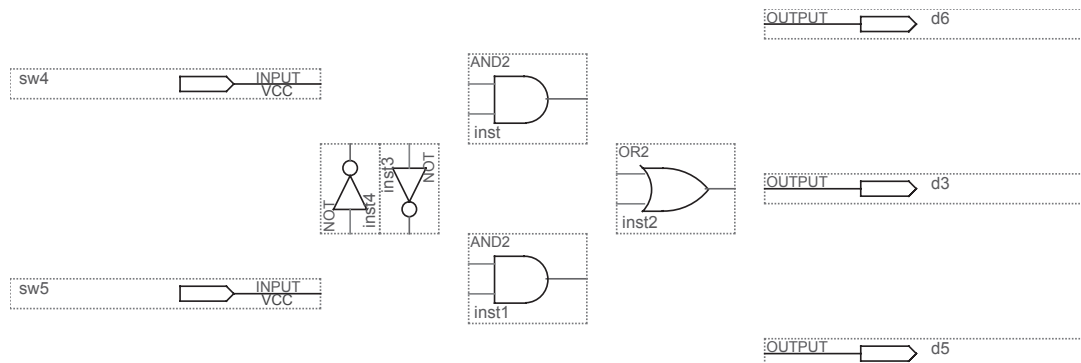 OUTPUT d6
AND2
sw4 INPUT
VCC
inst
NOT inst4 inst3 NOT
OR2
OUTPUT d3
inst2
AND2
sw5 INPUT
VCC
inst1
OUTPUT d5